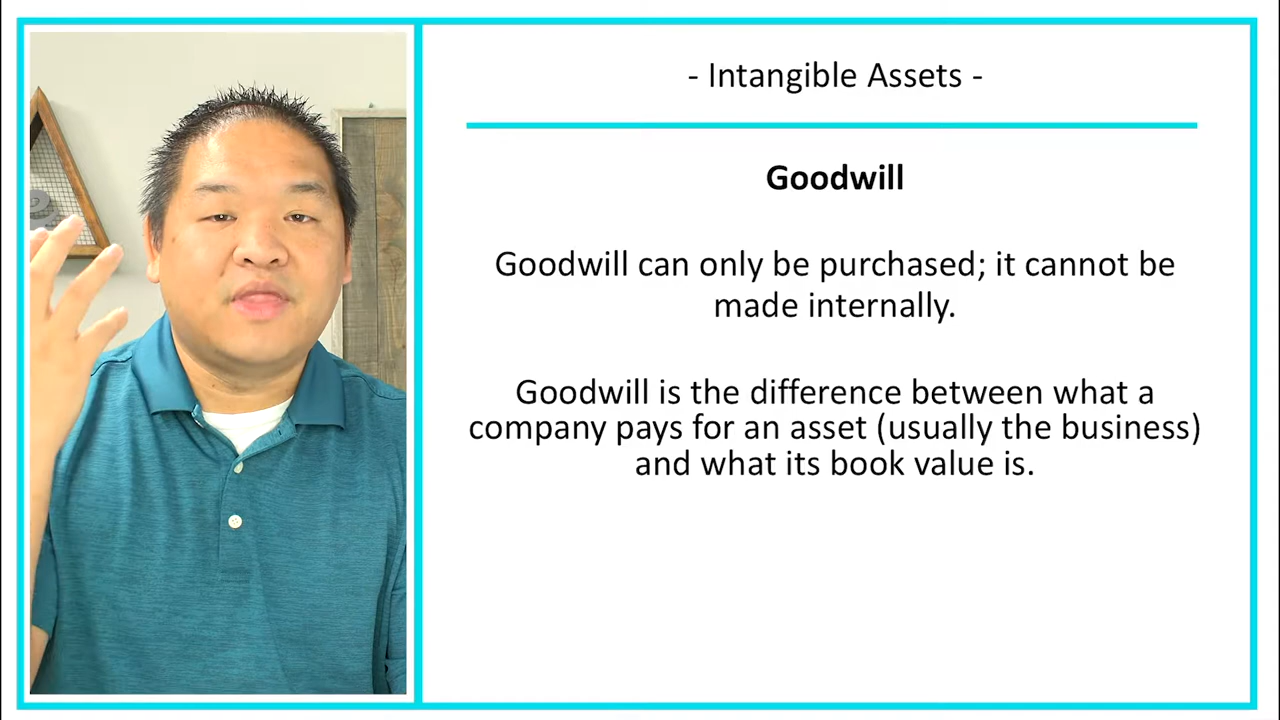 - Intangible Assets -
Goodwill
Goodwill can only be purchased; it cannot be
made internally.
Goodwill is the difference between what a
company pays for an asset (usually the business)
and what its book value is.